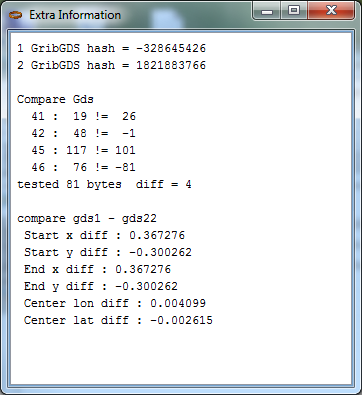 Extra Information
1 GribGDS hash = -328645426
2 GribGDS hash = 1821883766
Compare Gds
41 : 19 != 26
42 : 48 != -1
45 : 117 != 101
46 : 76 != -81
tested 81 bytes diff = 4
compare gds1 - gds22
Start x diff : 0.367276
Start y diff : -0.300262
End x diff : 0.367276
End y diff : -0.300262
Center lon diff : 0.004099
Center lat diff : -0.002615